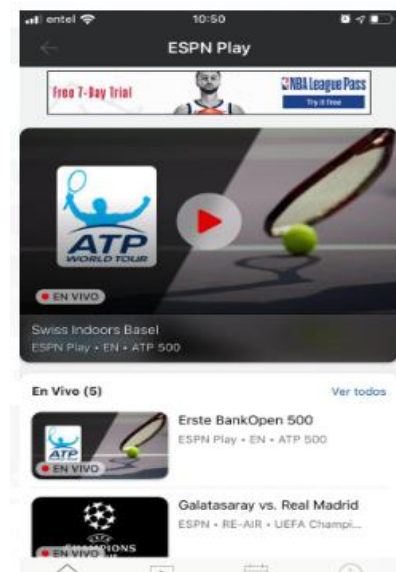 entel
10:50
ESPN Play
Free 7-Day Trial
NBA League Pass
Try it free
ATP
WORLD TOUR
EN VIVO
Swiss Indoors Basel
ESPN Play • EN • ATP 500
En Vivo (5)
Ver todos
Erste BankOpen 500
ESPN Play • EN • ATP 500
ATP
EN VIVO
Galatasaray vs. Real Madrid
ESPN • RE-AIR • UEFA Champi...
CHAMPIONS
EN VIVO